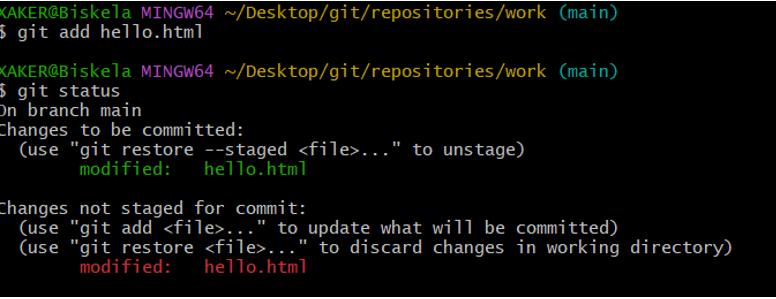 XAKER@Biskela MINGW64 ~/Desktop/git/repositories/work (main)
$ git add hello.html
XAKER@Biskela MINGW64 ~/Desktop/git/repositories/work (main)
$ git status
On branch main
Changes to be committed:
  (use "git restore --staged <file>..." to unstage)
        modified:   hello.html
Changes not staged for commit:
  (use "git add <file>..." to update what will be committed)
  (use "git restore <file>..." to discard changes in working directory)
        modified:   hello.html